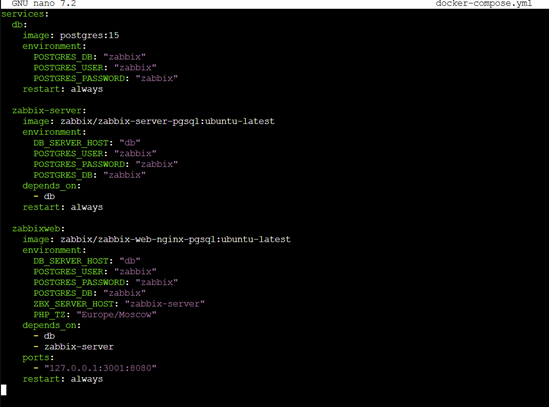 GNU nano 7.2 docker-compose.yml
services:
  db:
    image: postgres:15
    environment:
      POSTGRES_DB: "zabbix"
      POSTGRES_USER: "zabbix"
      POSTGRES_PASSWORD: "zabbix"
    restart: always

  zabbix-server:
    image: zabbix/zabbix-server-pgsql:ubuntu-latest
    environment:
      DB_SERVER_HOST: "db"
      POSTGRES_USER: "zabbix"
      POSTGRES_PASSWORD: "zabbix"
      POSTGRES_DB: "zabbix"
    depends_on:
      - db
    restart: always

  zabbixweb:
    image: zabbix/zabbix-web-nginx-pgsql:ubuntu-latest
    environment:
      DB_SERVER_HOST: "db"
      POSTGRES_USER: "zabbix"
      POSTGRES_PASSWORD: "zabbix"
      POSTGRES_DB: "zabbix"
      ZBX_SERVER_HOST: "zabbix-server"
      PHP_TZ: "Europe/Moscow"
    depends_on:
      - db
      - zabbix-server
    ports:
      - "127.0.0.1:3001:8080"
    restart: always